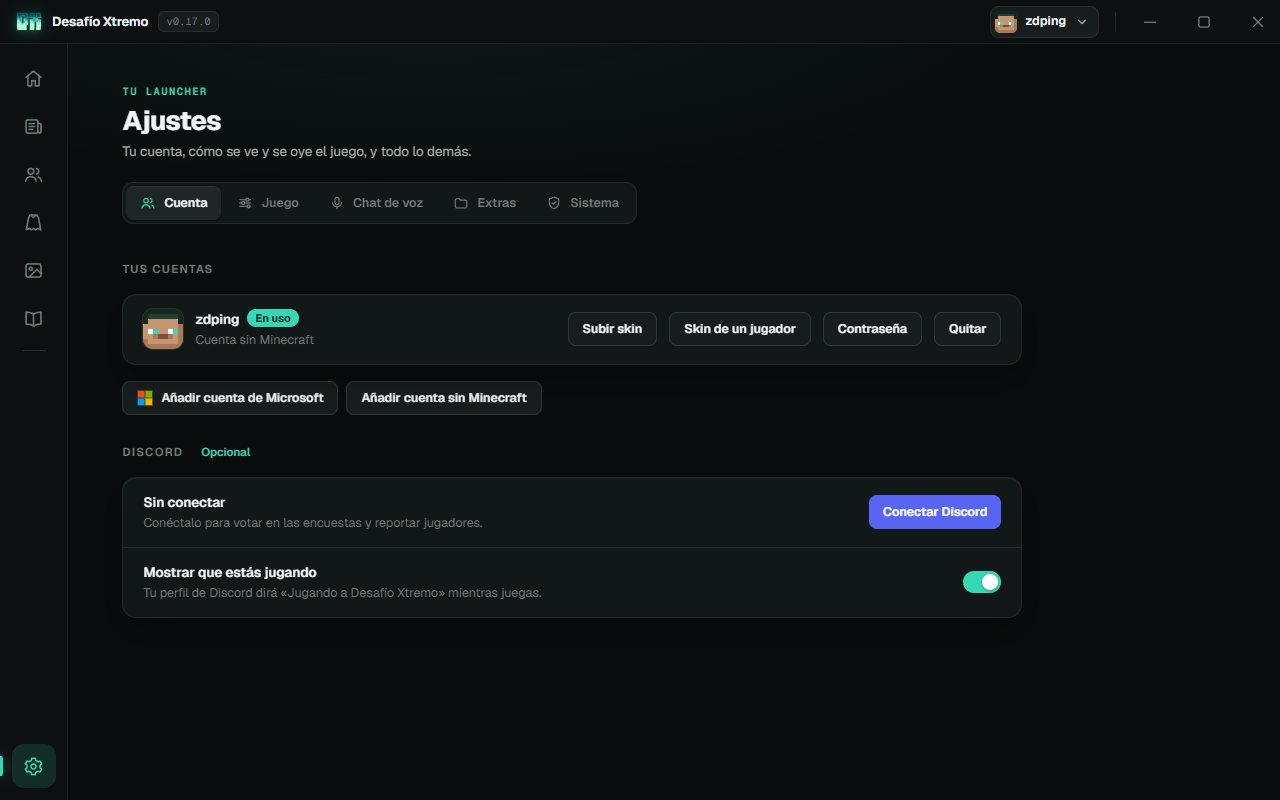 Desafío Xtremo v0.17.0
zdping
TU LAUNCHER
Ajustes
Tu cuenta, cómo se ve y se oye el juego, y todo lo demás.
Cuenta Juego Chat de voz Extras Sistema
TUS CUENTAS
zdping En uso
Cuenta sin Minecraft
Subir skin Skin de un jugador Contraseña Quitar
Añadir cuenta de Microsoft Añadir cuenta sin Minecraft
DISCORD Opcional
Sin conectar
Conéctalo para votar en las encuestas y reportar jugadores.
Conectar Discord
Mostrar que estás jugando
Tu perfil de Discord dirá «Jugando a Desafío Xtremo» mientras juegas.